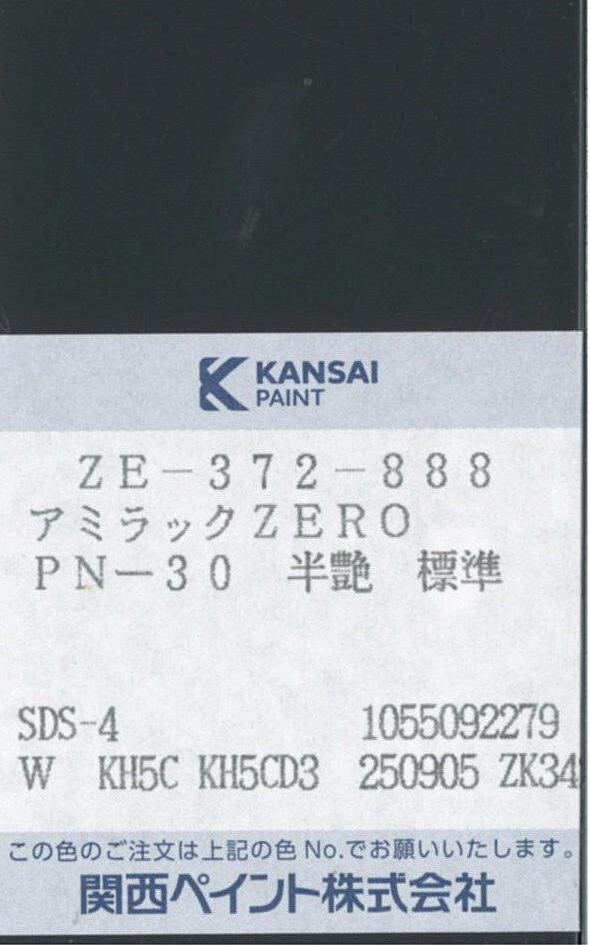 KANSAI
PAINT
ZE-372-888
アミラックZERO
PN-30 半艶 標準
SDS-4 1055092279
W KH5C KH5CD3 250905 ZK34
この色のご注文は上記の色No.でお願いいたします。
関西ペイント株式会社